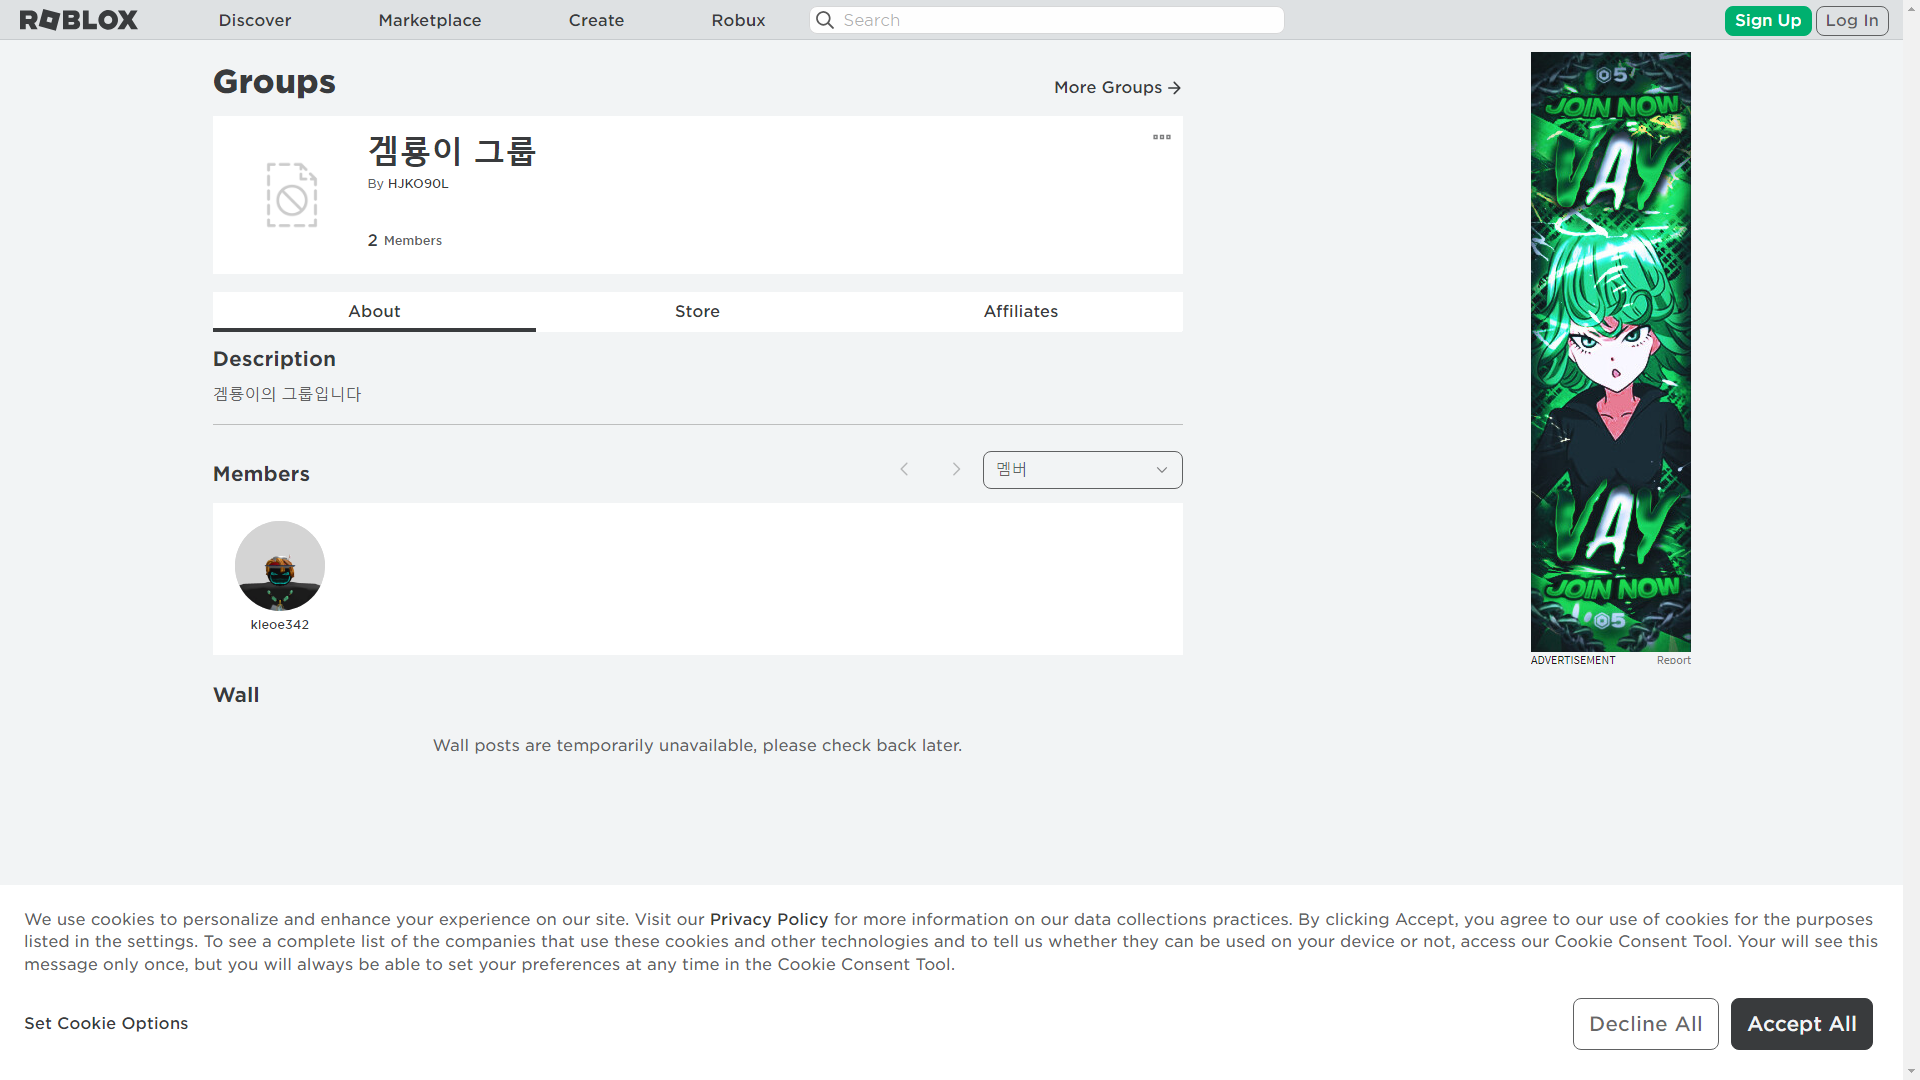 ROBLOX
Discover
Marketplace
Create
Robux
Search
Sign Up
Log In
Groups
More Groups
겜룡이 그룹
By HJKO90L
2 Members
About
Store
Affiliates
Description
겜룡이의 그룹입니다
Members
멤버
kleoe342
Wall
Wall posts are temporarily unavailable, please check back later.
5
JOIN NOW
VAY
VAY
JOIN NOW
5
ADVERTISEMENT
Report
We use cookies to personalize and enhance your experience on our site. Visit our Privacy Policy for more information on our data collections practices. By clicking Accept, you agree to our use of cookies for the purposes
listed in the settings. To see a complete list of the companies that use these cookies and other technologies and to tell us whether they can be used on your device or not, access our Cookie Consent Tool. Your will see this
message only once, but you will always be able to set your preferences at any time in the Cookie Consent Tool.
Set Cookie Options
Decline All
Accept All